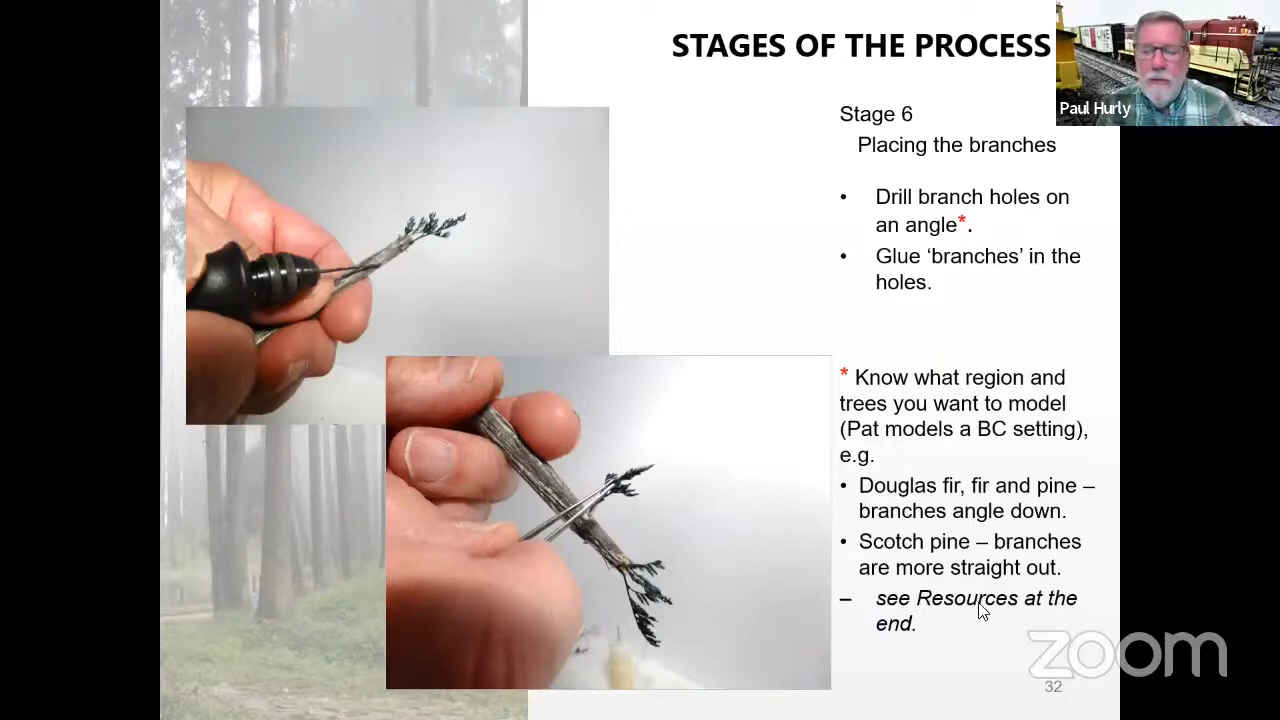 STAGES OF THE PROCESS
LINE
73
Paul Hurly
Stage 6
Placing the branches
• Drill branch holes on
an angle*.
• Glue ‘branches’ in the
holes.
* Know what region and
trees you want to model
(Pat models a BC setting),
e.g.
• Douglas fir, fir and pine –
branches angle down.
• Scotch pine – branches
are more straight out.
– see Resources at the
end.
zoom
32